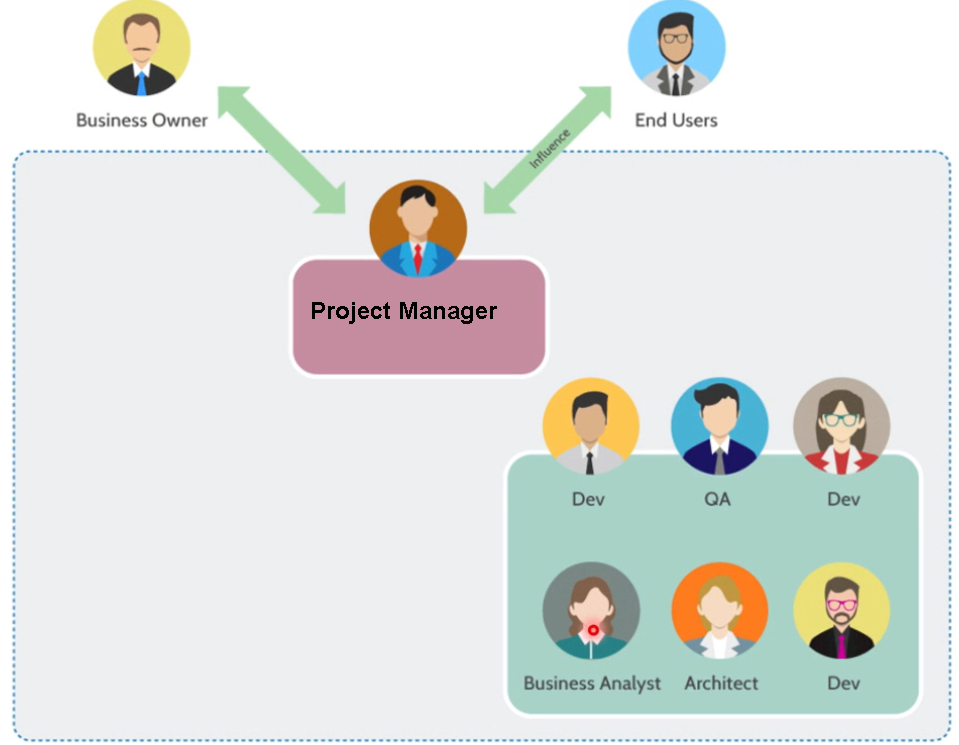 Business Owner
End Users
Influence
Project Manager
Dev
QA
Dev
Business Analyst
Architect
Dev